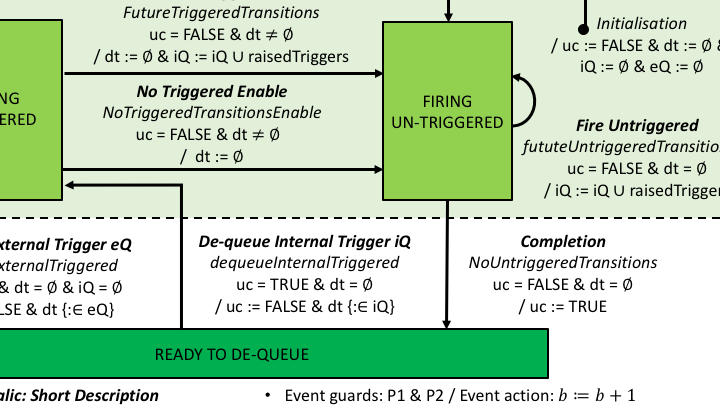 FutureTriggeredTransitions
uc = FALSE & dt ≠ ∅
/ dt := ∅ & iQ := iQ ∪ raisedTriggers
No Triggered Enable
NoTriggeredTransitionsEnable
uc = FALSE & dt ≠ ∅
/ dt := ∅
NG
ERED
FIRING
UN-TRIGGERED
Initialisation
/ uc := FALSE & dt := ∅ &
iQ := ∅ & eQ := ∅
Fire Untriggered
fututeUntriggeredTransitio
uc = FALSE & dt = ∅
/ iQ := iQ ∪ raisedTrigger
xternal Trigger eQ
xternalTriggered
& dt = ∅ & iQ = ∅
LSE & dt {:∈ eQ}
De-queue Internal Trigger iQ
dequeueInternalTriggered
uc = TRUE & dt = ∅
/ uc := FALSE & dt {:∈ iQ}
Completion
NoUntriggeredTransitions
uc = FALSE & dt = ∅
/ uc := TRUE
READY TO DE-QUEUE
alic: Short Description
• Event guards: P1 & P2 / Event action: b ≔ b + 1